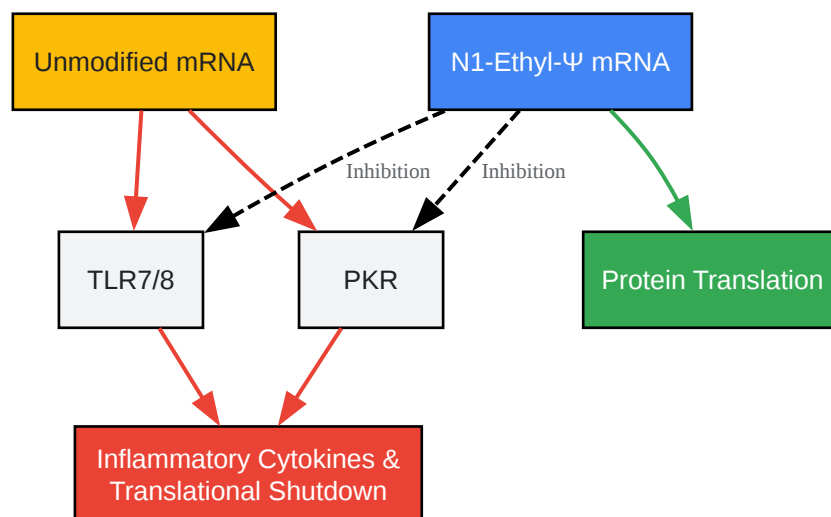 Unmodified mRNA
N1-Ethyl-Ψ mRNA
Inhibition
Inhibition
TLR7/8
PKR
Protein Translation
Inflammatory Cytokines &
Translational Shutdown